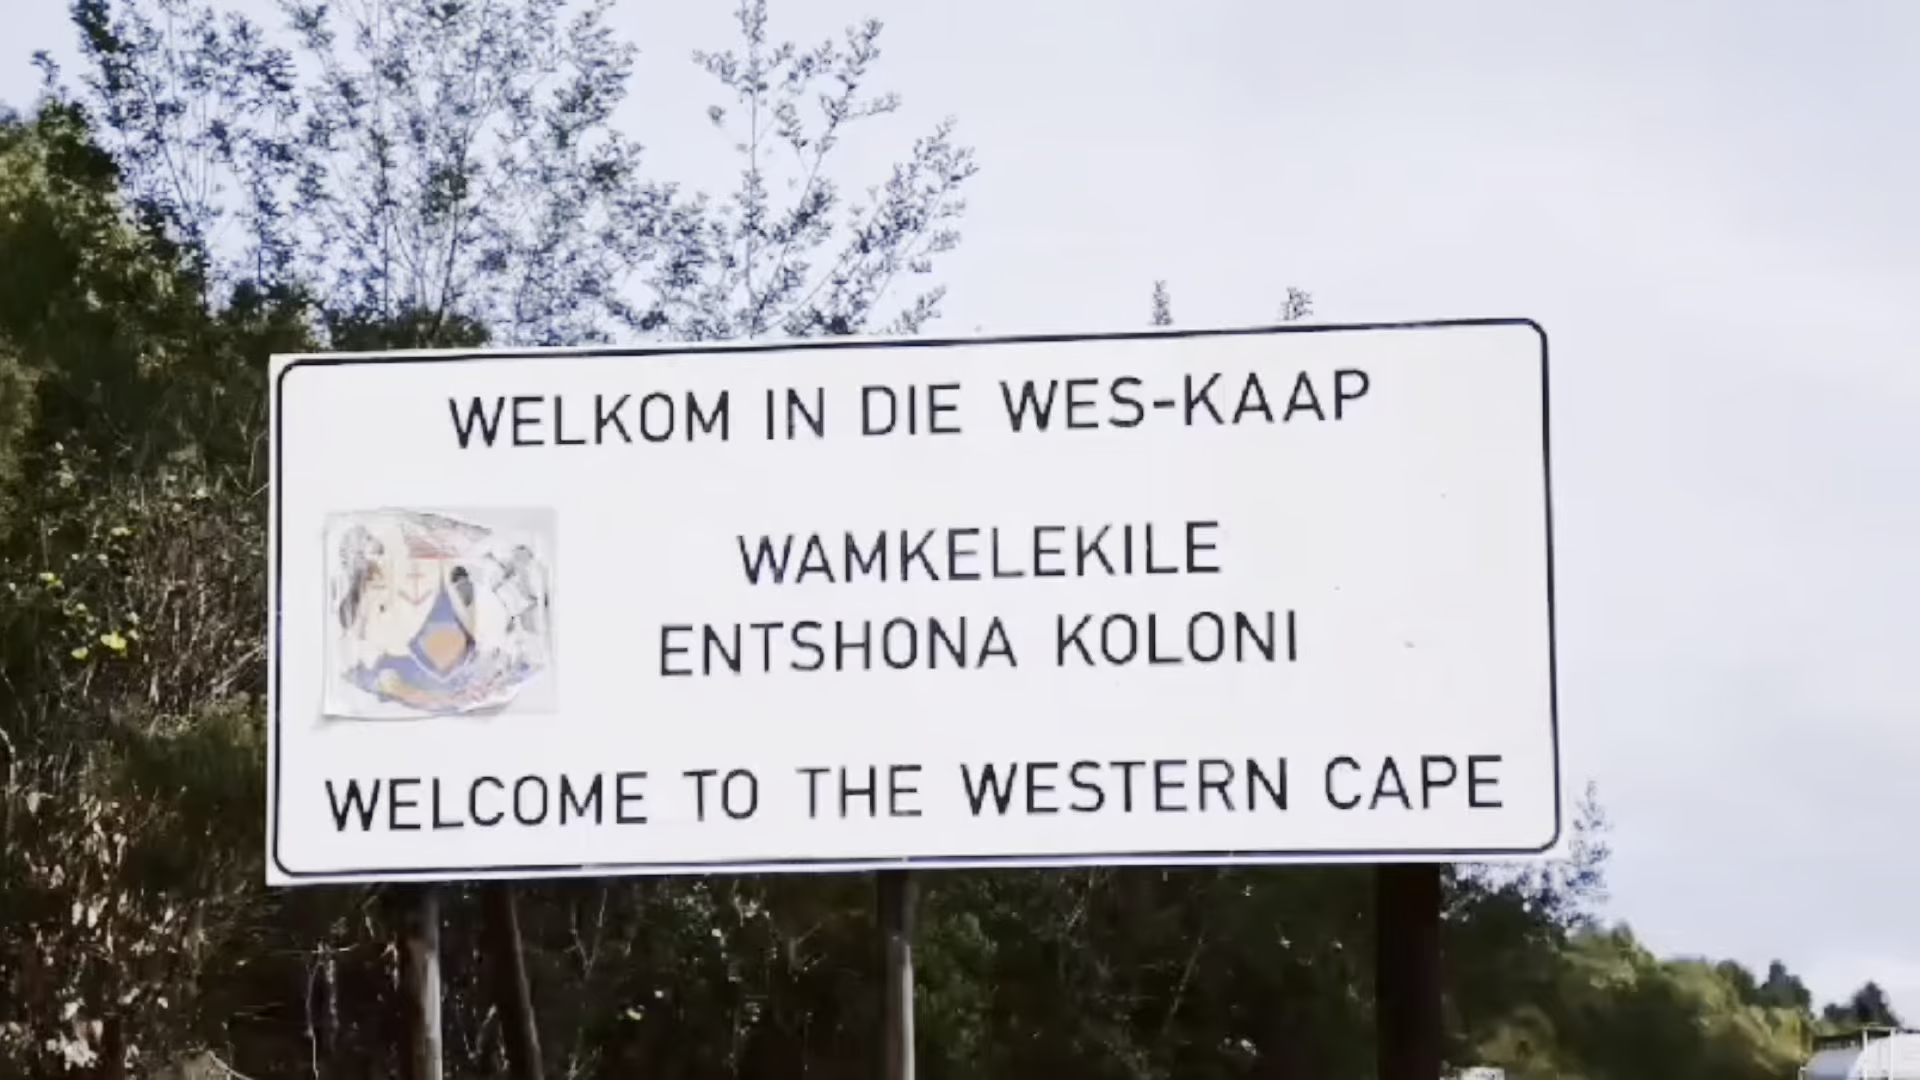 WELKOM IN DIE WES-KAAP
WAMKELEKILE
ENTSHONA KOLONI
WELCOME TO THE WESTERN CAPE